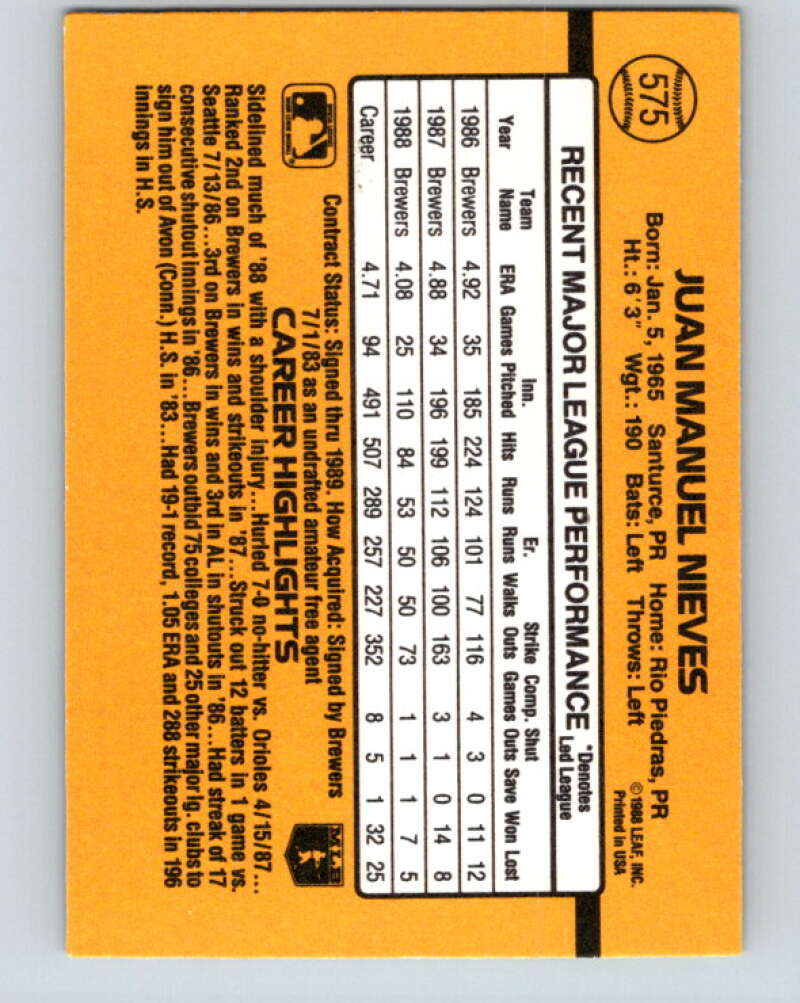 575
JUAN MANUEL NIEVES
Born: Jan. 5, 1965 Santurce, PR Home: Rio Piedras, PR
Ht.: 6'3" Wgt.: 190 Bats: Left Throws: Left
©1988 LEAF, INC.
Printed in USA
RECENT MAJOR LEAGUE PERFORMANCE *Denotes
Led League
Team Inn. Er. Strike Comp. Shut
Year Name ERA Games Pitched Hits Runs Runs Walks Outs Games Outs Save Won Lost
1986 Brewers 4.92 35 185 224 124 101 77 116 4 3 0 11 12
1987 Brewers 4.88 34 196 199 112 106 100 163 3 1 0 14 8
1988 Brewers 4.08 25 110 84 53 50 50 73 1 1 1 7 5
Career 4.71 94 491 507 289 257 227 352 8 5 1 32 25
Contract Status: Signed thru 1989. How Acquired: Signed by Brewers
7/1/83 as an undrafted amateur free agent
CAREER HIGHLIGHTS
MLB
Sidelined much of '88 with a shoulder injury...Hurled 7-0 no-hitter vs. Orioles 4/15/87...
Ranked 2nd on Brewers in wins and strikeouts in '87...Struck out 12 batters in 1 game vs.
Seattle 7/13/86...3rd on Brewers in wins and 3rd in AL in shutouts in '86...Had streak of 17
consecutive shutout innings in '86...Brewers outbid 75 colleges and 25 other major lg. clubs to
sign him out of Avon (Conn.) H.S. in '83...Had 19-1 record, 1.05 ERA and 288 strikeouts in 196
innings in H.S.